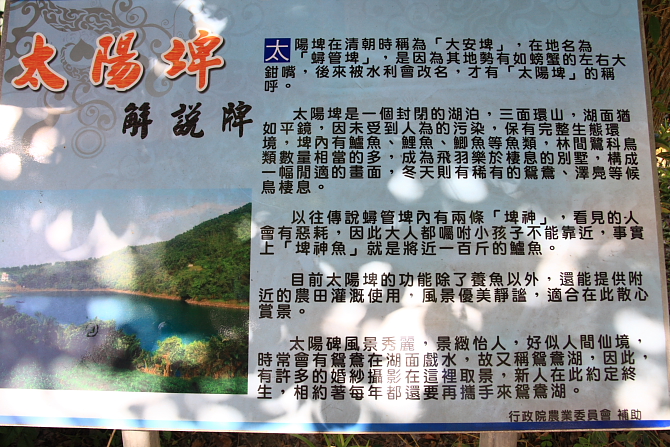 太陽埤
解說牌
太陽埤在清朝時稱為「大安埤」，在地名為
「蟳管埤」，是因為其地勢有如螃蟹的左右大
鉗嘴，後來被水利會改名，才有「太陽埤」的稱
呼。
太陽埤是一個封閉的湖泊，三面環山，湖面猶
如平鏡，因未受到人為的污染，保有完整生態環
境，埤內有鱸魚、鯉魚、鯽魚等魚類，林間鷺科鳥
類數量相當的多，成為飛羽樂於棲息的別墅，構成
一幅閒適的畫面，冬天則有稀有的鴛鴦、澤鳧等候
鳥棲息。
以往傳說蟳管埤內有兩條「埤神」，看見的人
會有惡耗，因此大人都囑咐小孩子不能靠近，事實
上「埤神魚」就是將近一百斤的鱸魚。
目前太陽埤的功能除了養魚以外，還能提供附
近的農田灌溉使用，風景優美靜謐，適合在此散心
賞景。
太陽碑風景秀麗，景緻怡人，好似人間仙境，
時常會有鴛鴦在湖面戲水，故又稱鴛鴦湖，因此，
有許多的婚紗攝影在這裡取景，新人在此約定終
生，相約著每年都還要再攜手來鴛鴦湖。
行政院農業委員會 補助